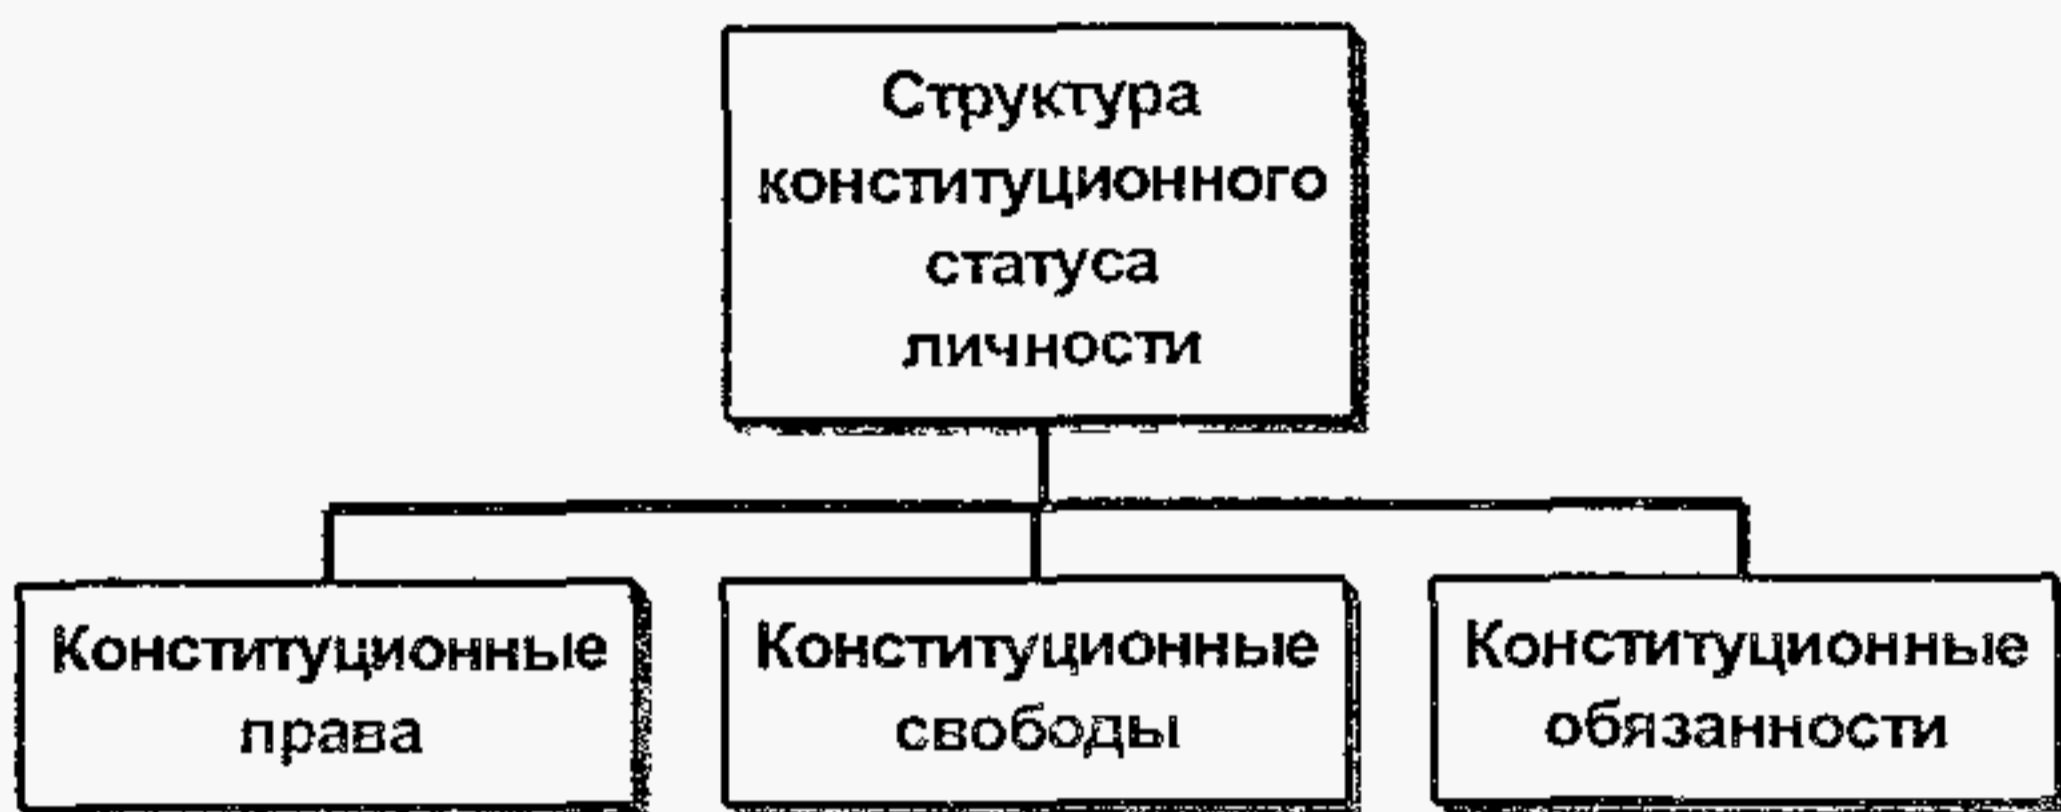 Структура
конституционного
статуса
личности
Конституционные
права
Конституционные
свободы
Конституционные
обязанности